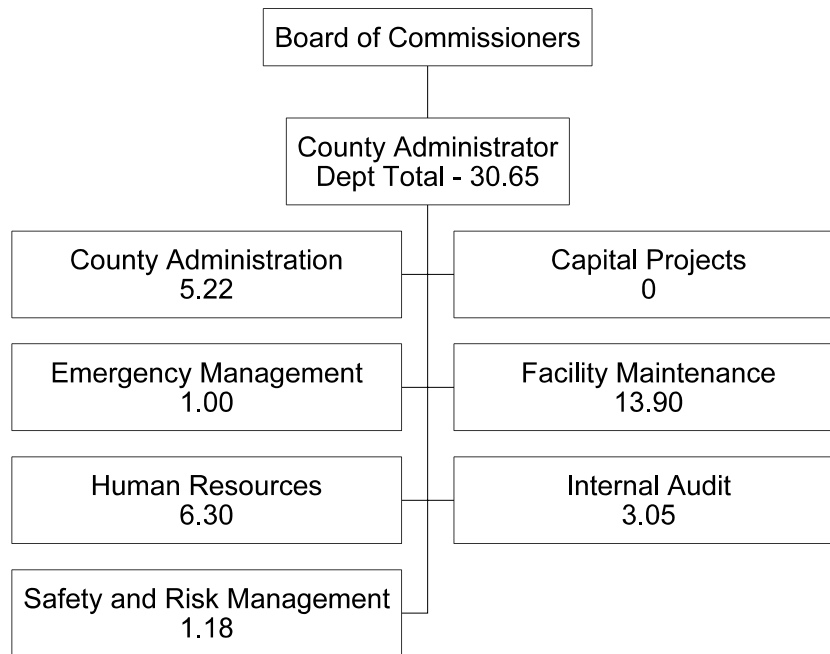 Board of Commissioners
County Administrator
Dept Total - 30.65
County Administration
5.22
Capital Projects
0
Emergency Management
1.00
Facility Maintenance
13.90
Human Resources
6.30
Internal Audit
3.05
Safety and Risk Management
1.18